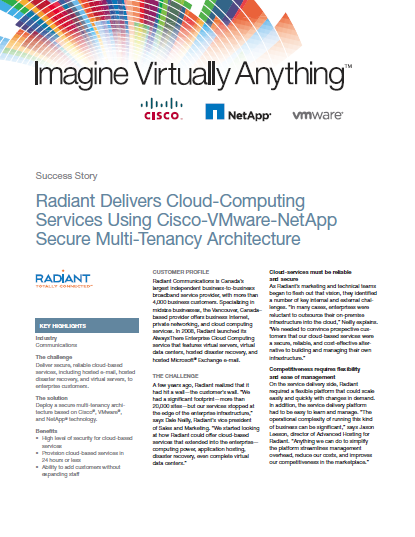 Imagine Virtually Anything™
CISCO.
NetApp®
vmware®
Success Story
Radiant Delivers Cloud-Computing
Services Using Cisco-VMware-NetApp
Secure Multi-Tenancy Architecture
RADIANT
TOTALLY CONNECTED™
KEY HIGHLIGHTS
Industry
Communications
The challenge
Deliver secure, reliable cloud-based
services, including hosted e-mail, hosted
disaster recovery, and virtual servers, to
enterprise customers.
The solution
Deploy a secure multi-tenancy archi-
tecture based on Cisco®, VMware®,
and NetApp® technology.
Benefits
• High level of security for cloud-based
services
• Provision cloud-based services in
24 hours or less
• Ability to add customers without
expanding staff
CUSTOMER PROFILE
Radiant Communications is Canada's
largest independent business-to-business
broadband service provider, with more than
4,000 business customers. Specializing in
midsize businesses, the Vancouver, Canada-
based provider offers business Internet,
private networking, and cloud computing
services. In 2008, Radiant launched its
AlwaysThere Enterprise Cloud Computing
service that features virtual servers, virtual
data centers, hosted disaster recovery, and
hosted Microsoft® Exchange e-mail.
THE CHALLENGE
A few years ago, Radiant realized that it
had hit a wall—the customer's wall. "We
had a significant footprint—more than
20,000 sites—but our services stopped at
the edge of the enterprise infrastructure,"
says Dale Nelly, Radiant's vice president
of Sales and Marketing. "We started looking
at how Radiant could offer cloud-based services
that extended into the enterprise—
computing power, application hosting,
disaster recovery, even complete virtual
data centers."
Cloud-services must be reliable
and secure
As Radiant's marketing and technical teams
began to flesh out that vision, they identified
a number of key internal and external chal-
lenges. "In many cases, enterprises were
reluctant to outsource their on-premise
infrastructure into the cloud," Nelly explains.
"We needed to convince prospective cus-
tomers that our cloud-based services were
a secure, reliable, and cost-effective alter-
native to building and managing their own
infrastructure."
Competitiveness requires flexibility
and ease of management
On the service delivery side, Radiant
required a flexible platform that could scale
easily and quickly with changes in demand.
In addition, the service delivery platform
had to be easy to learn and manage. "The
operational complexity of running this kind
of business can be significant," says Jason
Leeson, director of Advanced Hosting for
Radiant. "Anything we can do to simplify
the platform streamlines management
overhead, reduce our costs, and improves
our competitiveness in the marketplace."